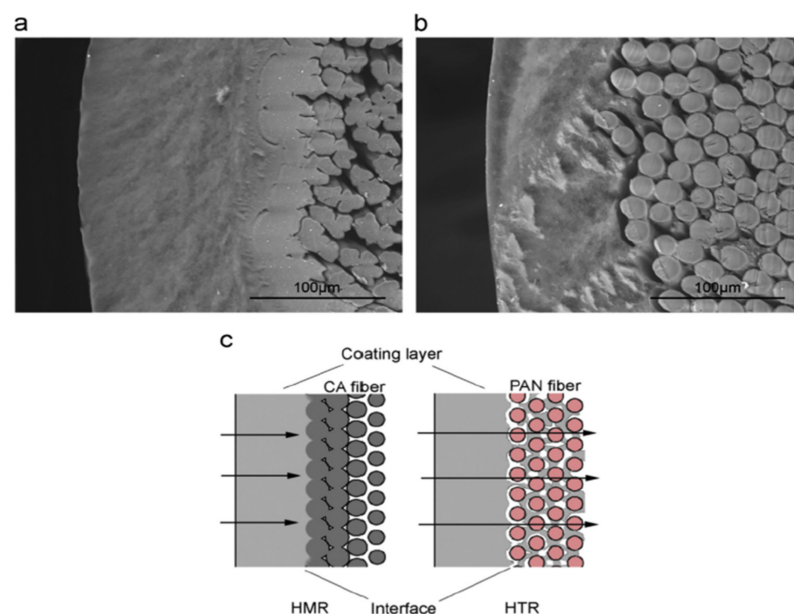 a
b
100μm
100μm
c
Coating layer
CA fiber
PAN fiber
HMR
Interface
HTR